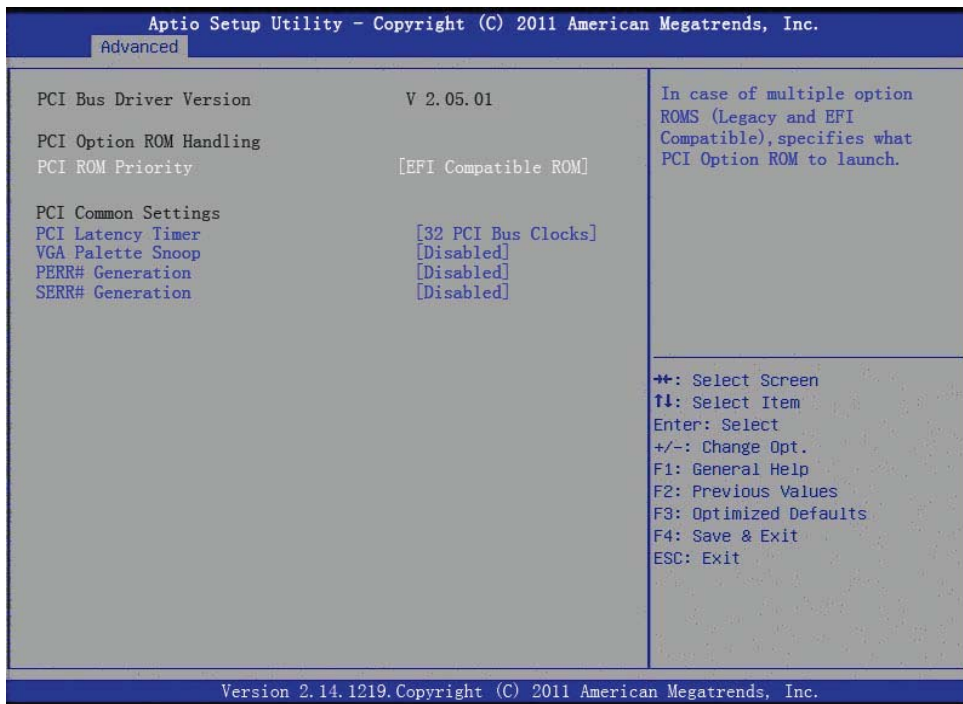 Aptio Setup Utility - Copyright (C) 2011 American Megatrends, Inc.
Advanced
PCI Bus Driver Version V 2.05.01
PCI Option ROM Handling
PCI ROM Priority [EFI Compatible ROM]
PCI Common Settings
PCI Latency Timer [32 PCI Bus Clocks]
VGA Palette Snoop [Disabled]
PERR# Generation [Disabled]
SERR# Generation [Disabled]
In case of multiple option
ROMS (Legacy and EFI
Compatible),specifies what
PCI Option ROM to launch.
→←: Select Screen
↑↓: Select Item
Enter: Select
+/-: Change Opt.
F1: General Help
F2: Previous Values
F3: Optimized Defaults
F4: Save & Exit
ESC: Exit
Version 2.14.1219.Copyright (C) 2011 American Megatrends, Inc.